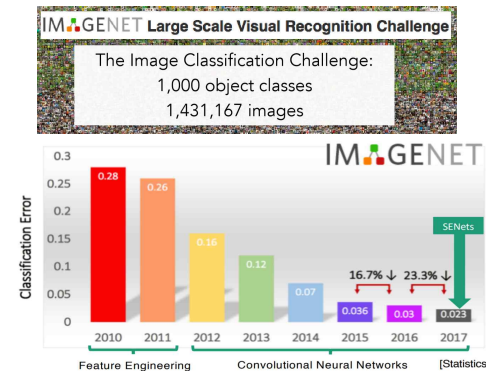 IMAGENET Large Scale Visual Recognition Challenge
The Image Classification Challenge:
1,000 object classes
1,431,167 images
IMAGENET
Classification Error
0.3
0.25
0.2
0.15
0.1
0.05
0
0.28
0.26
0.16
0.12
0.07
0.036
0.03
0.023
16.7% ↓ 23.3% ↓
SENets
2010 2011 2012 2013 2014 2015 2016 2017
Feature Engineering Convolutional Neural Networks [Statistics